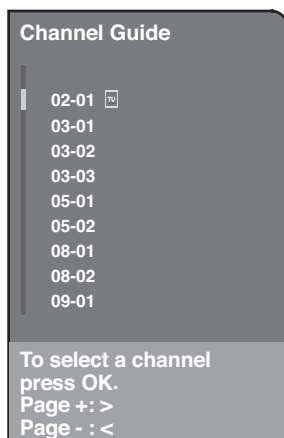 Channel Guide
02-01 TV
03-01
03-02
03-03
05-01
05-02
08-01
08-02
09-01
To select a channel
press OK.
Page +: >
Page - : <